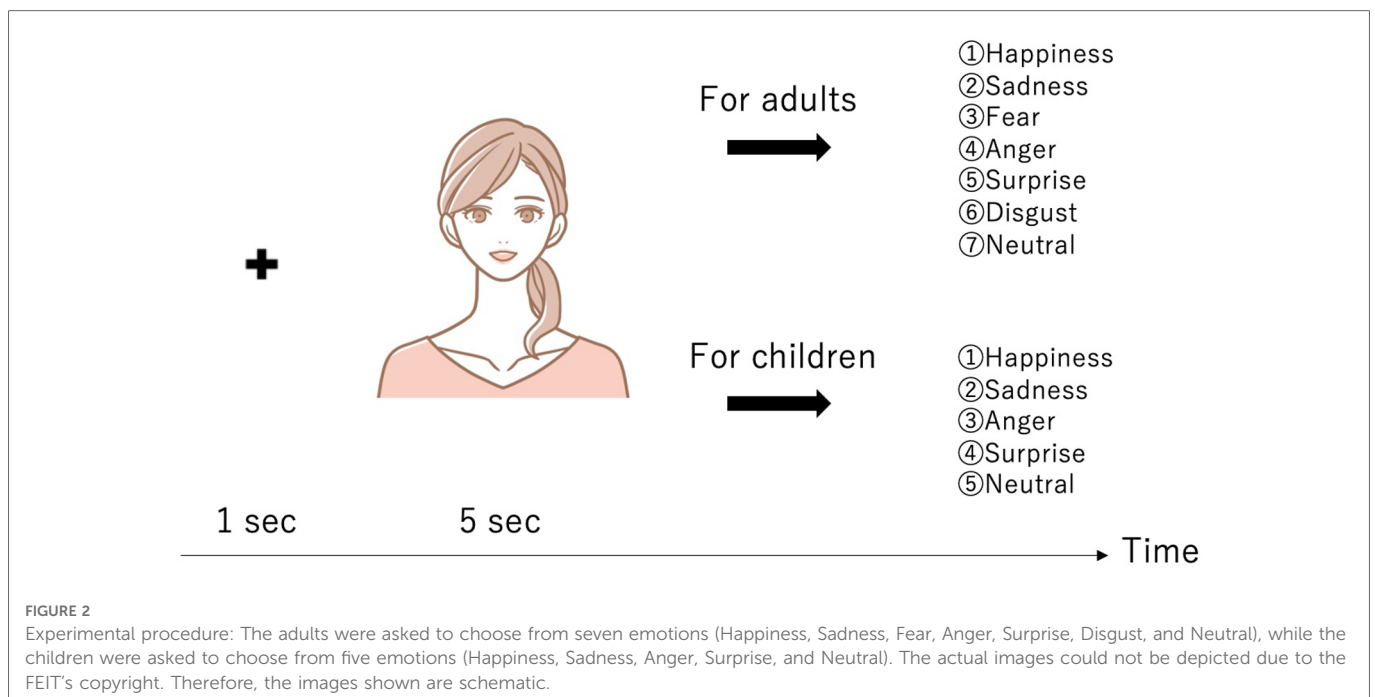 For adults
①Happiness
②Sadness
③Fear
④Anger
⑤Surprise
⑥Disgust
⑦Neutral
For children
①Happiness
②Sadness
③Anger
④Surprise
⑤Neutral
1 sec
5 sec
Time
FIGURE 2
Experimental procedure: The adults were asked to choose from seven emotions (Happiness, Sadness, Fear, Anger, Surprise, Disgust, and Neutral), while the
children were asked to choose from five emotions (Happiness, Sadness, Anger, Surprise, and Neutral). The actual images could not be depicted due to the
FEIT's copyright. Therefore, the images shown are schematic.